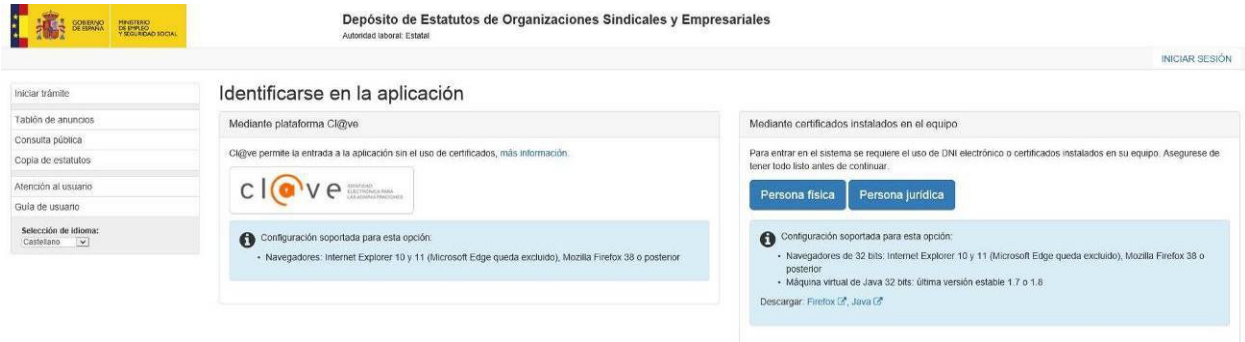 GOBIERNO
DE ESPAÑA
MINISTERIO
DE EMPLEO
Y SEGURIDAD SOCIAL
Depósito de Estatutos de Organizaciones Sindicales y Empresariales
Autoridad laboral: Estatal
INICIAR SESIÓN
Iniciar trámite
Tablón de anuncios
Consulta pública
Copia de estatutos
Atención al usuario
Guía de usuario
Selección de idioma:
Castellano
Identificarse en la aplicación
Mediante plataforma Cl@ve
Cl@ve permite la entrada a la aplicación sin el uso de certificados, más información.
cl@ve
IDENTIDAD
ELECTRÓNICA PARA
LAS ADMINISTRACIONES
Configuración soportada para esta opción:
• Navegadores: Internet Explorer 10 y 11 (Microsoft Edge queda excluido), Mozilla Firefox 38 o posterior
Mediante certificados instalados en el equipo
Para entrar en el sistema se requiere el uso de DNI electrónico o certificados instalados en su equipo. Asegurese de
tener todo listo antes de continuar.
Persona física
Persona jurídica
Configuración soportada para esta opción:
• Navegadores de 32 bits: Internet Explorer 10 y 11 (Microsoft Edge queda excluido), Mozilla Firefox 38 o
posterior
• Máquina virtual de Java 32 bits: última versión estable 1.7 o 1.8
Descargar: Firefox, Java